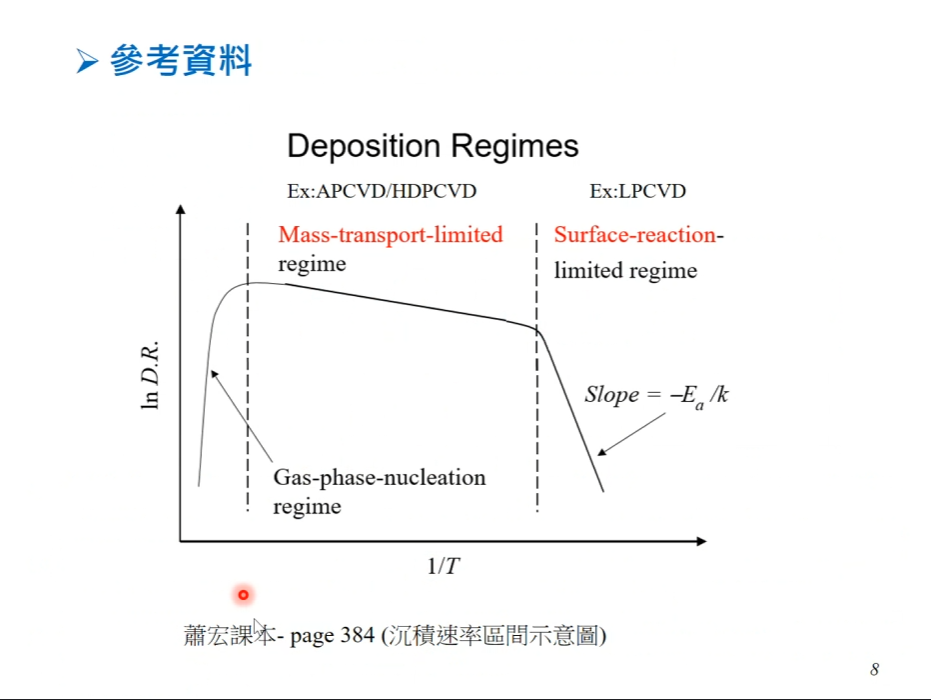 參考資料
Deposition Regimes
Ex:APCVD/HDPCVD
Ex:LPCVD
Mass-transport-limited
regime
Surface-reaction-
limited regime
ln D.R.
Slope = –Ea /k
Gas-phase-nucleation
regime
1/T
蕭宏課本- page 384 (沉積速率區間示意圖)
8